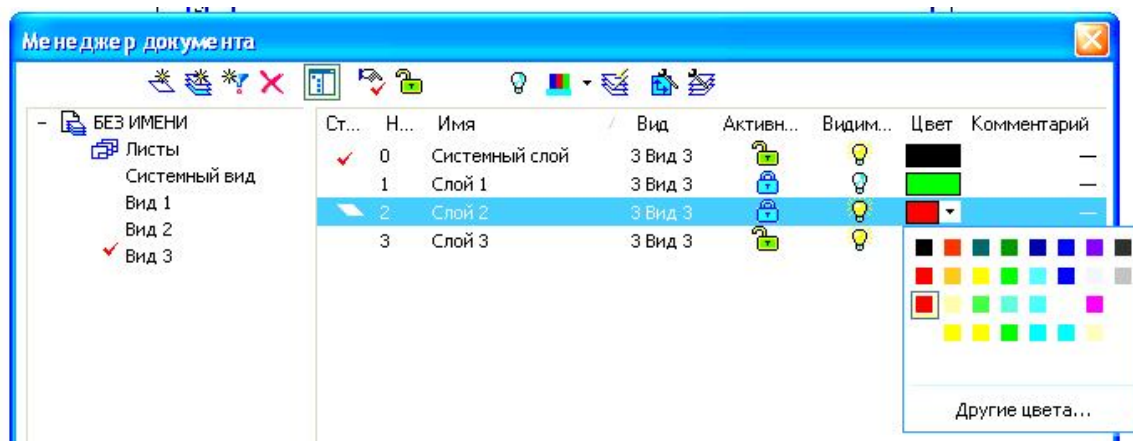 Менеджер документа
БЕЗ ИМЕНИ
Листы
Системный вид
Вид 1
Вид 2
Вид 3
Ст... Н... Имя Вид Активн... Видим... Цвет Комментарий
0 Системный слой 3 Вид 3 —
1 Слой 1 3 Вид 3 —
2 Слой 2 3 Вид 3 —
3 Слой 3 3 Вид 3
Другие цвета...